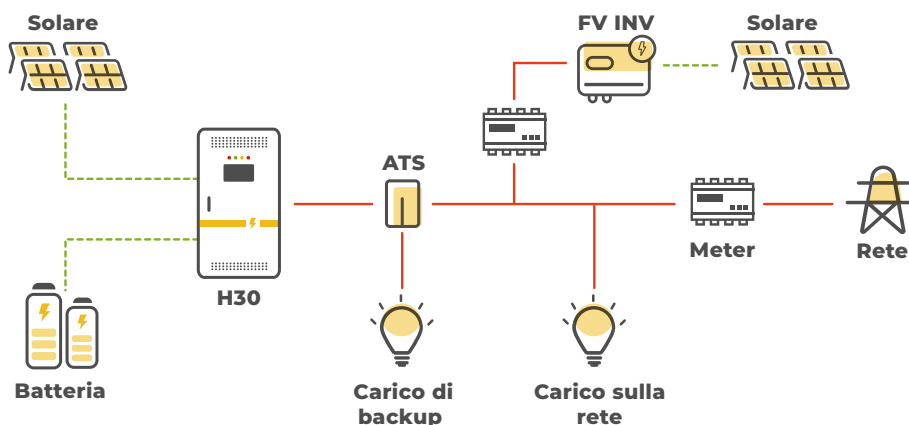 Solare
FV INV
Solare
ATS
H30
Meter
Rete
Batteria
Carico di
backup
Carico sulla
rete